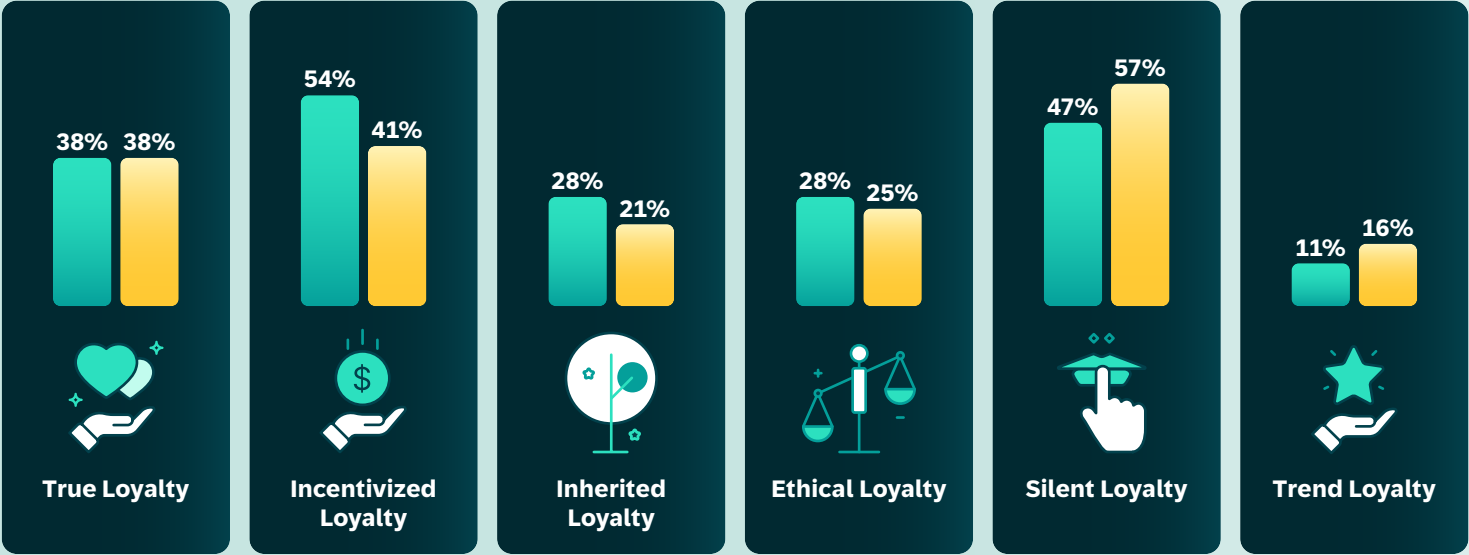 38% 38%
True Loyalty
54%
41%
$
Incentivized
Loyalty
28%
21%
Inherited
Loyalty
28%
25%
Ethical Loyalty
47%
57%
Silent Loyalty
11%
16%
Trend Loyalty